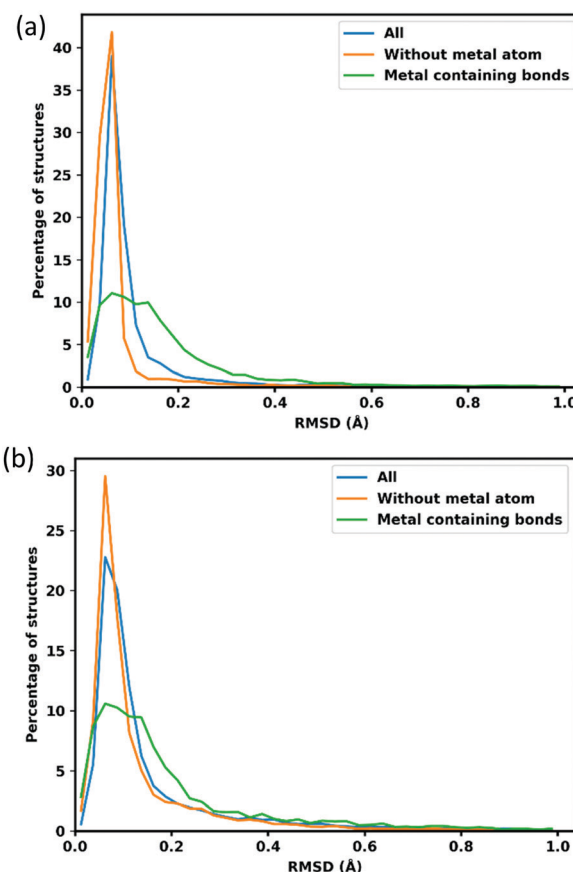 (a)
All
Without metal atom
Metal containing bonds
Percentage of structures
40
35
30
25
20
15
10
5
0
0.0 0.2 0.4 0.6 0.8 1.0
RMSD (Å)
(b)
All
Without metal atom
Metal containing bonds
Percentage of structures
30
25
20
15
10
5
0
0.0 0.2 0.4 0.6 0.8 1.0
RMSD (Å)